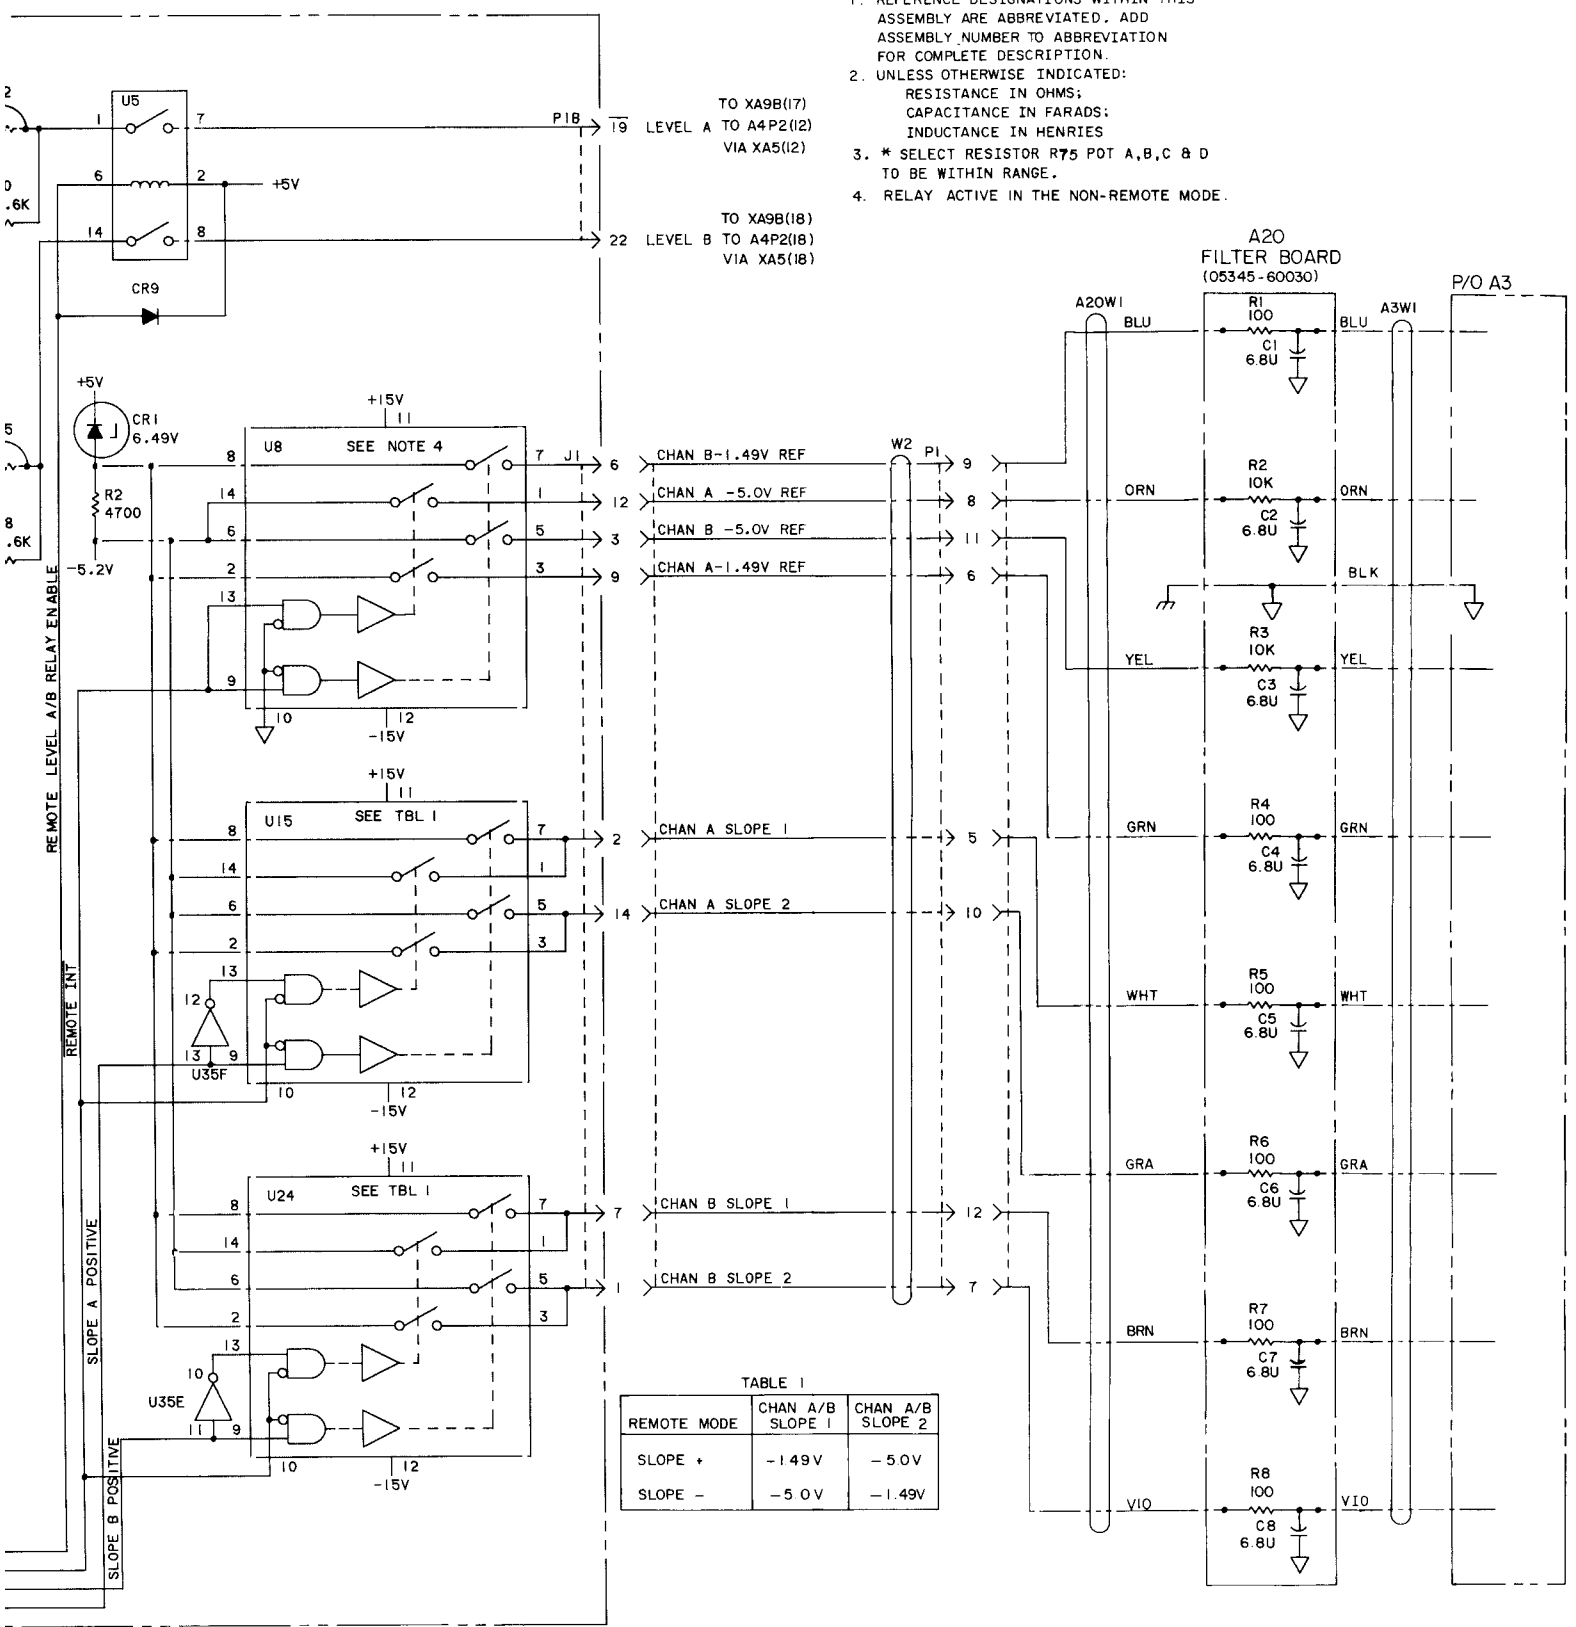 ASSEMBLY ARE ABBREVIATED. ADD
ASSEMBLY NUMBER TO ABBREVIATION
FOR COMPLETE DESCRIPTION.
2. UNLESS OTHERWISE INDICATED:
RESISTANCE IN OHMS;
CAPACITANCE IN FARADS;
INDUCTANCE IN HENRIES
3. * SELECT RESISTOR R75 POT A,B,C & D
TO BE WITHIN RANGE.
4. RELAY ACTIVE IN THE NON-REMOTE MODE.
2
U5
1 7
P1B 19 LEVEL A
TO XA9B(17)
TO A4P2(12)
VIA XA5(12)
6 2 +5V
.6K
14 8
22 LEVEL B
TO XA9B(18)
TO A4P2(18)
VIA XA5(18)
CR9
A20
FILTER BOARD
(05345-60030)
P/O A3
A20W1
A3W1
+5V
CR1
6.49V
5
R2
4700
8
.6K
-5.2V
+15V
11
U8 SEE NOTE 4
8 7 J1 6 CHAN B-1.49V REF W2 P1 9
14 1 12 CHAN A -5.0V REF 8
6 5 3 CHAN B -5.0V REF 11
2 3 9 CHAN A-1.49V REF 6
13
9
10 12
-15V
REMOTE LEVEL A/B RELAY ENABLE
+15V
11
U15 SEE TBL 1
8 7 2 CHAN A SLOPE 1 5
14 1
6 5 14 CHAN A SLOPE 2 10
2 3
13
12
13 9
U35F
10 12
-15V
REMOTE INT
+15V
11
U24 SEE TBL 1
8 7 7 CHAN B SLOPE 1 12
14 1
6 5 1 CHAN B SLOPE 2 7
2 3
13
10
U35E
11 9
10 12
-15V
SLOPE A POSITIVE
SLOPE B POSITIVE
BLU R1 100 C1 6.8U BLU
ORN R2 10K C2 6.8U ORN
BLK
YEL R3 10K C3 6.8U YEL
GRN R4 100 C4 6.8U GRN
WHT R5 100 C5 6.8U WHT
GRA R6 100 C6 6.8U GRA
BRN R7 100 C7 6.8U BRN
VIO R8 100 C8 6.8U VIO
TABLE 1
REMOTE MODE CHAN A/B SLOPE 1 CHAN A/B SLOPE 2
SLOPE + -1.49V -5.0V
SLOPE - -5.0V -1.49V